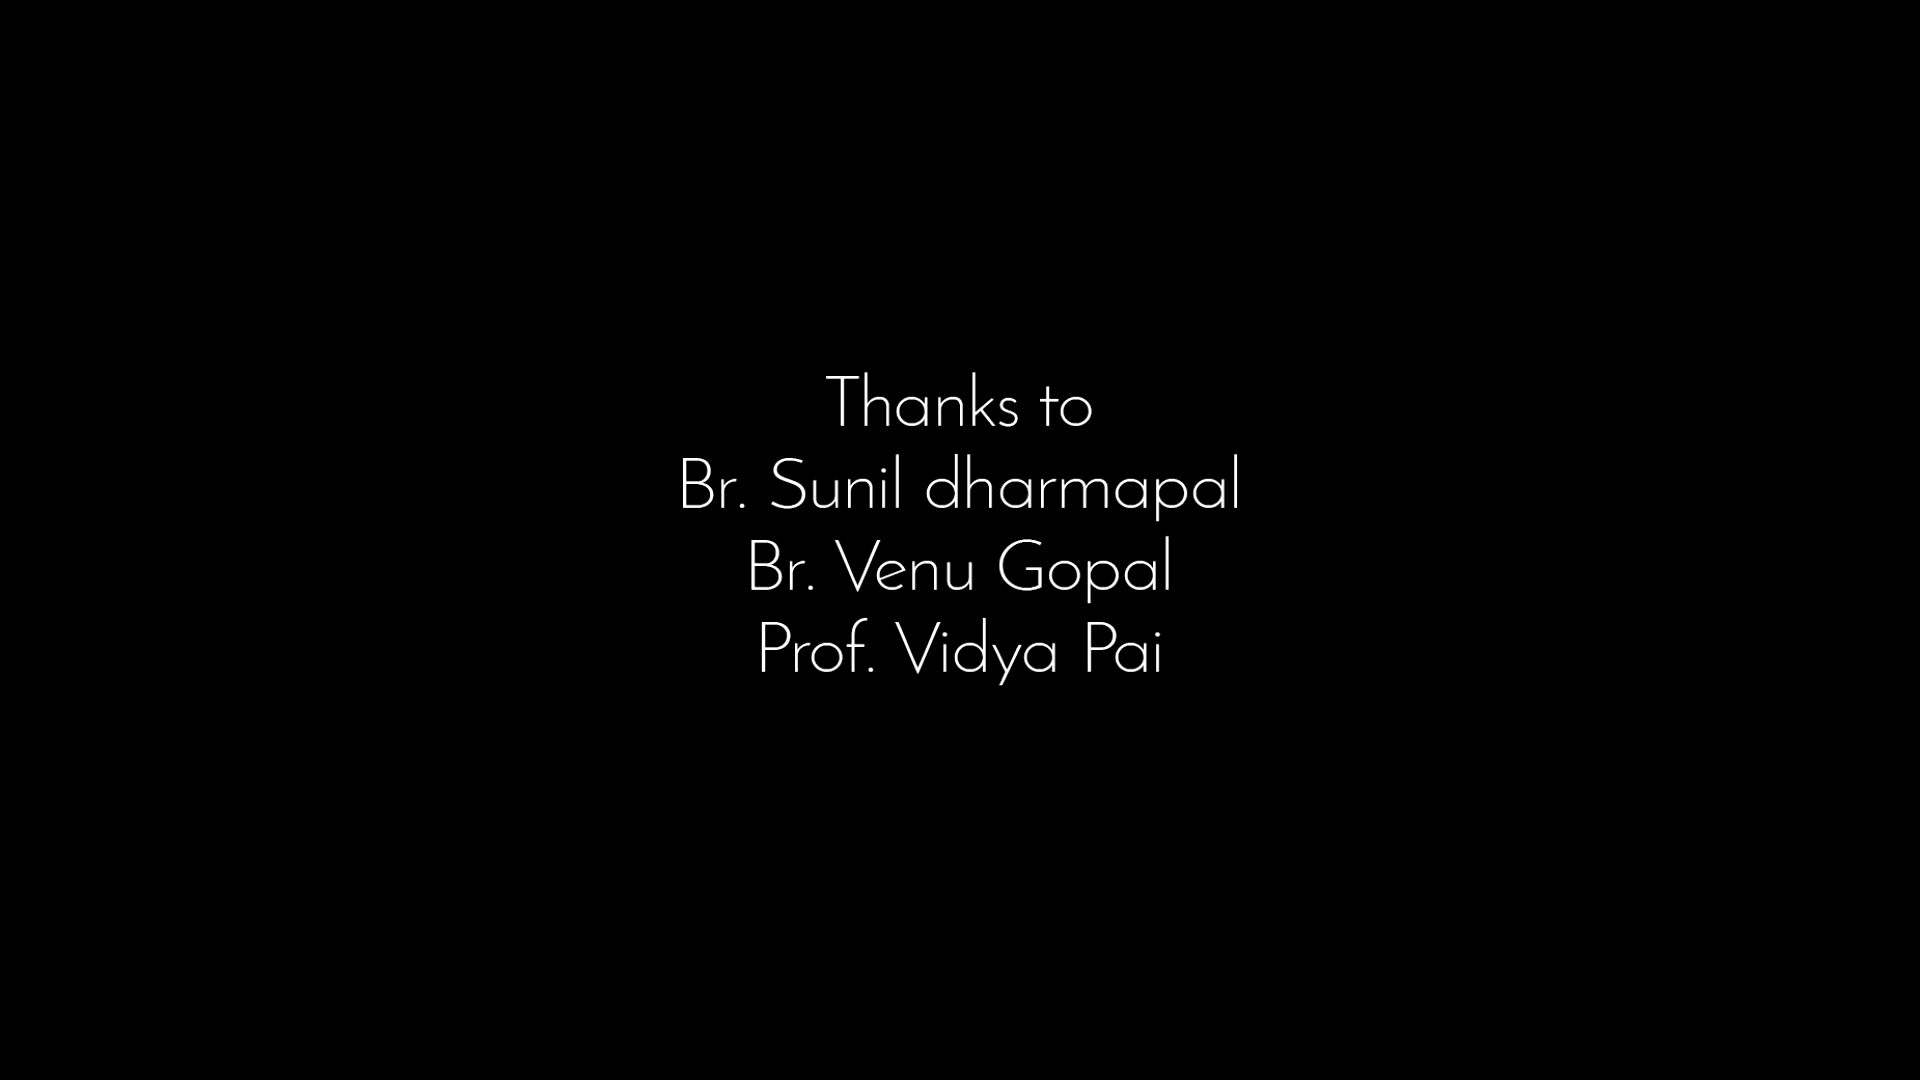 Thanks to
Br. Sunil dharmapal
Br. Venu Gopal
Prof. Vidya Pai